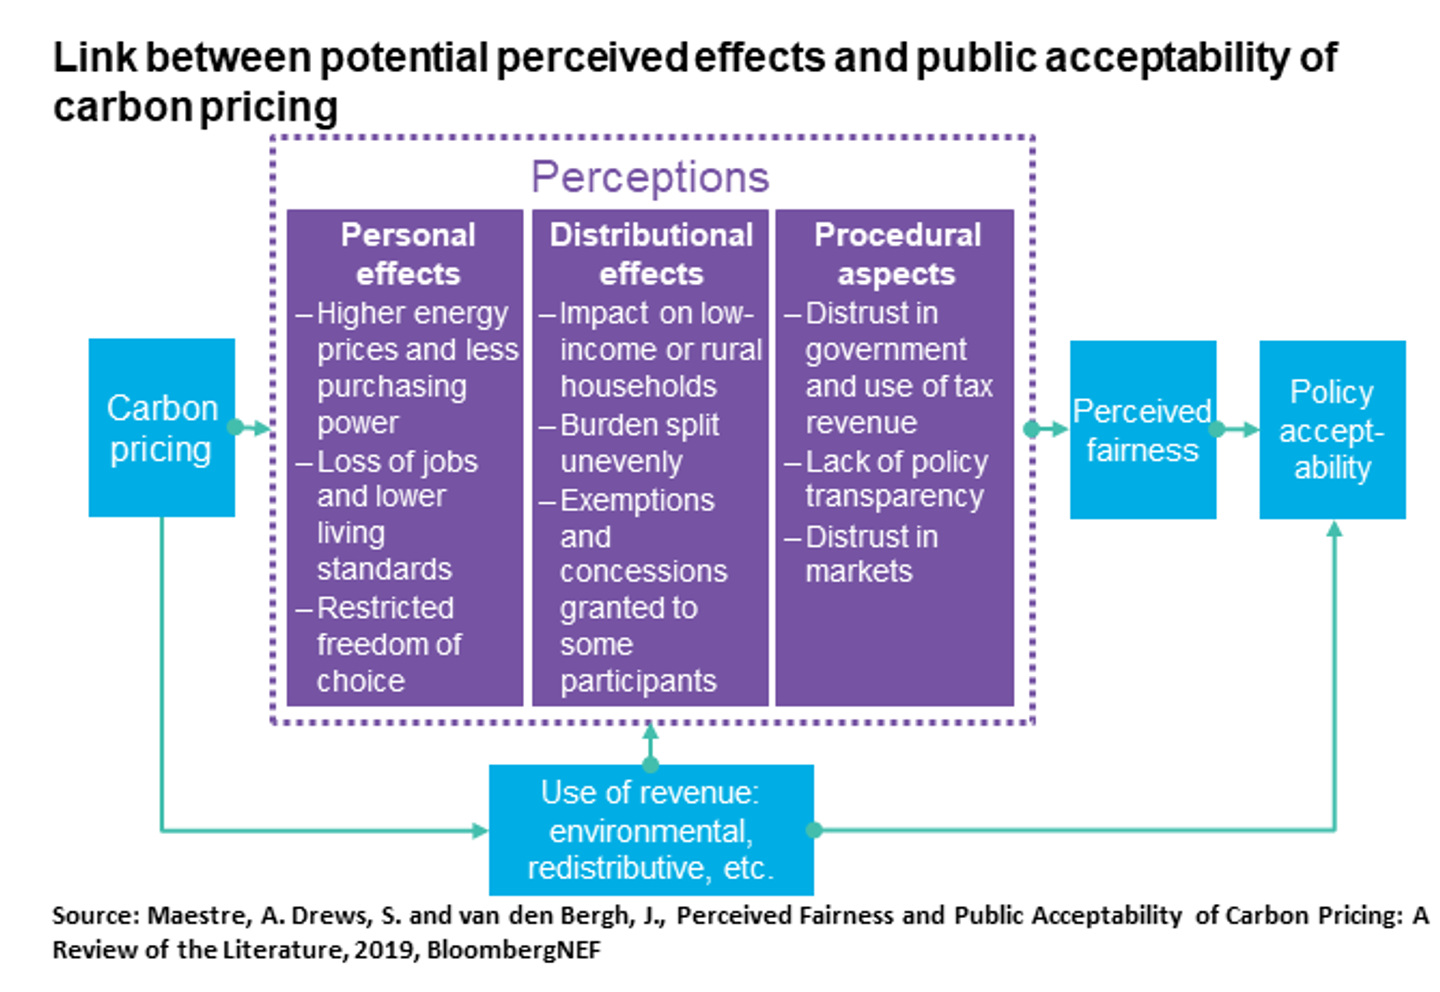 Link between potential perceived effects and public acceptability of
carbon pricing
Perceptions
Carbon
pricing
Personal
effects
– Higher energy
prices and less
purchasing
power
– Loss of jobs
and lower
living
standards
– Restricted
freedom of
choice
Distributional
effects
– Impact on low-
income or rural
households
– Burden split
unevenly
– Exemptions
and
concessions
granted to
some
participants
Procedural
aspects
– Distrust in
government
and use of tax
revenue
– Lack of policy
transparency
– Distrust in
markets
Perceived
fairness
Policy
accept-
ability
Use of revenue:
environmental,
redistributive, etc.
Source: Maestre, A. Drews, S. and van den Bergh, J., Perceived Fairness and Public Acceptability of Carbon Pricing: A
Review of the Literature, 2019, BloombergNEF